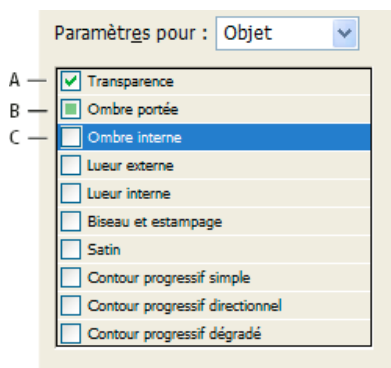 Paramètres pour : Objet
A — Transparence
B — Ombre portée
C — Ombre interne
Lueur externe
Lueur interne
Biseau et estampage
Satin
Contour progressif simple
Contour progressif directionnel
Contour progressif dégradé